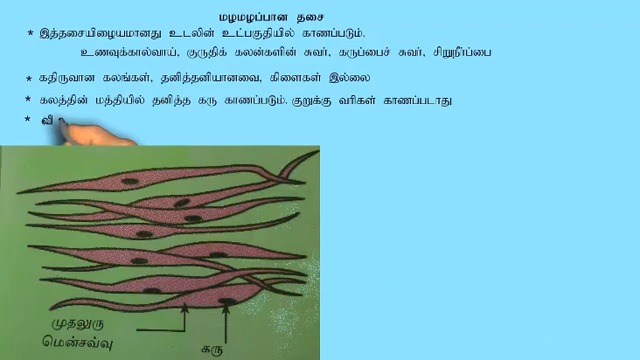 மழமழப்பான தசை
* இத்தசையிழையமானது உடலின் உட்பகுதியில் காணப்படும்.
உணவுக்கால்வாய், குருதிக் கலன்களின் சுவர், கருப்பைச் சுவர், சிறுநீர்ப்பை
* கதிருவான கலங்கள், தனித்தனியானவை, கிளைகள் இல்லை
* கலத்தின் மத்தியில் தனித்த கரு காணப்படும். குறுக்கு வரிகள் காணப்படாது
*
முதலுரு
மென்சவ்வு
கரு